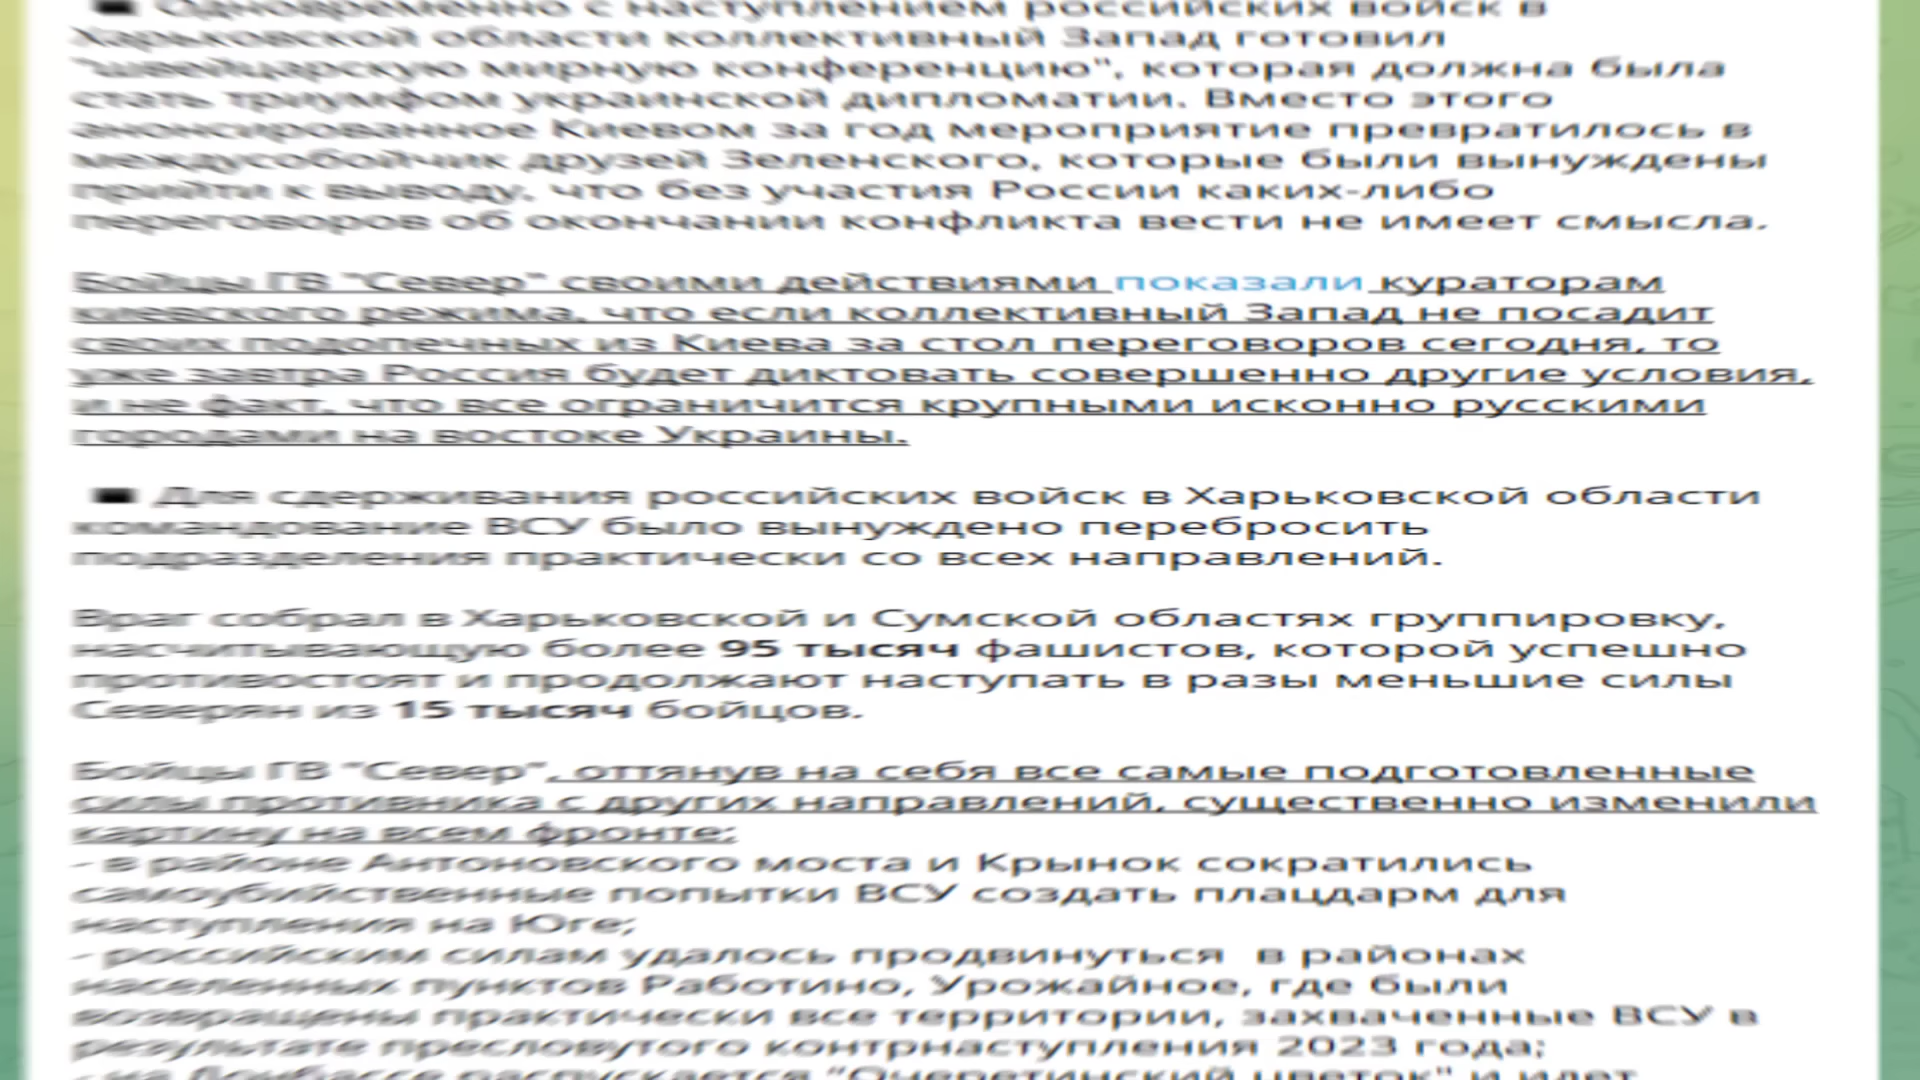 Одновременно с наступлением российских войск в
Харьковской области коллективный Запад готовил
"швейцарскую мирную конференцию", которая должна была
стать триумфом украинской дипломатии. Вместо этого
анонсированное Киевом за год мероприятие превратилось в
междусобойчик друзей Зеленского, которые были вынуждены
прийти к выводу, что без участия России каких-либо
переговоров об окончании конфликта вести не имеет смысла.
Бойцы ГВ "Север" своими действиями показали кураторам
киевского режима, что если коллективный Запад не посадит
своих подопечных из Киева за стол переговоров сегодня, то
уже завтра Россия будет диктовать совершенно другие условия,
и не факт, что все ограничится крупными исконно русскими
городами на востоке Украины.
Для сдерживания российских войск в Харьковской области
командование ВСУ было вынуждено перебросить
подразделения практически со всех направлений.
Враг собрал в Харьковской и Сумской областях группировку,
насчитывающую более 95 тысяч фашистов, которой успешно
противостоят и продолжают наступать в разы меньшие силы
Северян из 15 тысяч бойцов.
Бойцы ГВ "Север", оттянув на себя все самые подготовленные
силы противника с других направлений, существенно изменили
картину на всем фронте:
- в районе Антоновского моста и Крынок сократились
самоубийственные попытки ВСУ создать плацдарм для
наступления на Юге;
- российским силам удалось продвинуться в районах
населенных пунктов Работино, Урожайное, где были
возвращены практически все территории, захваченные ВСУ в
результате пресловутого контрнаступления 2023 года;
- на Донбассе распускается "Очеретинский цветок" и идет